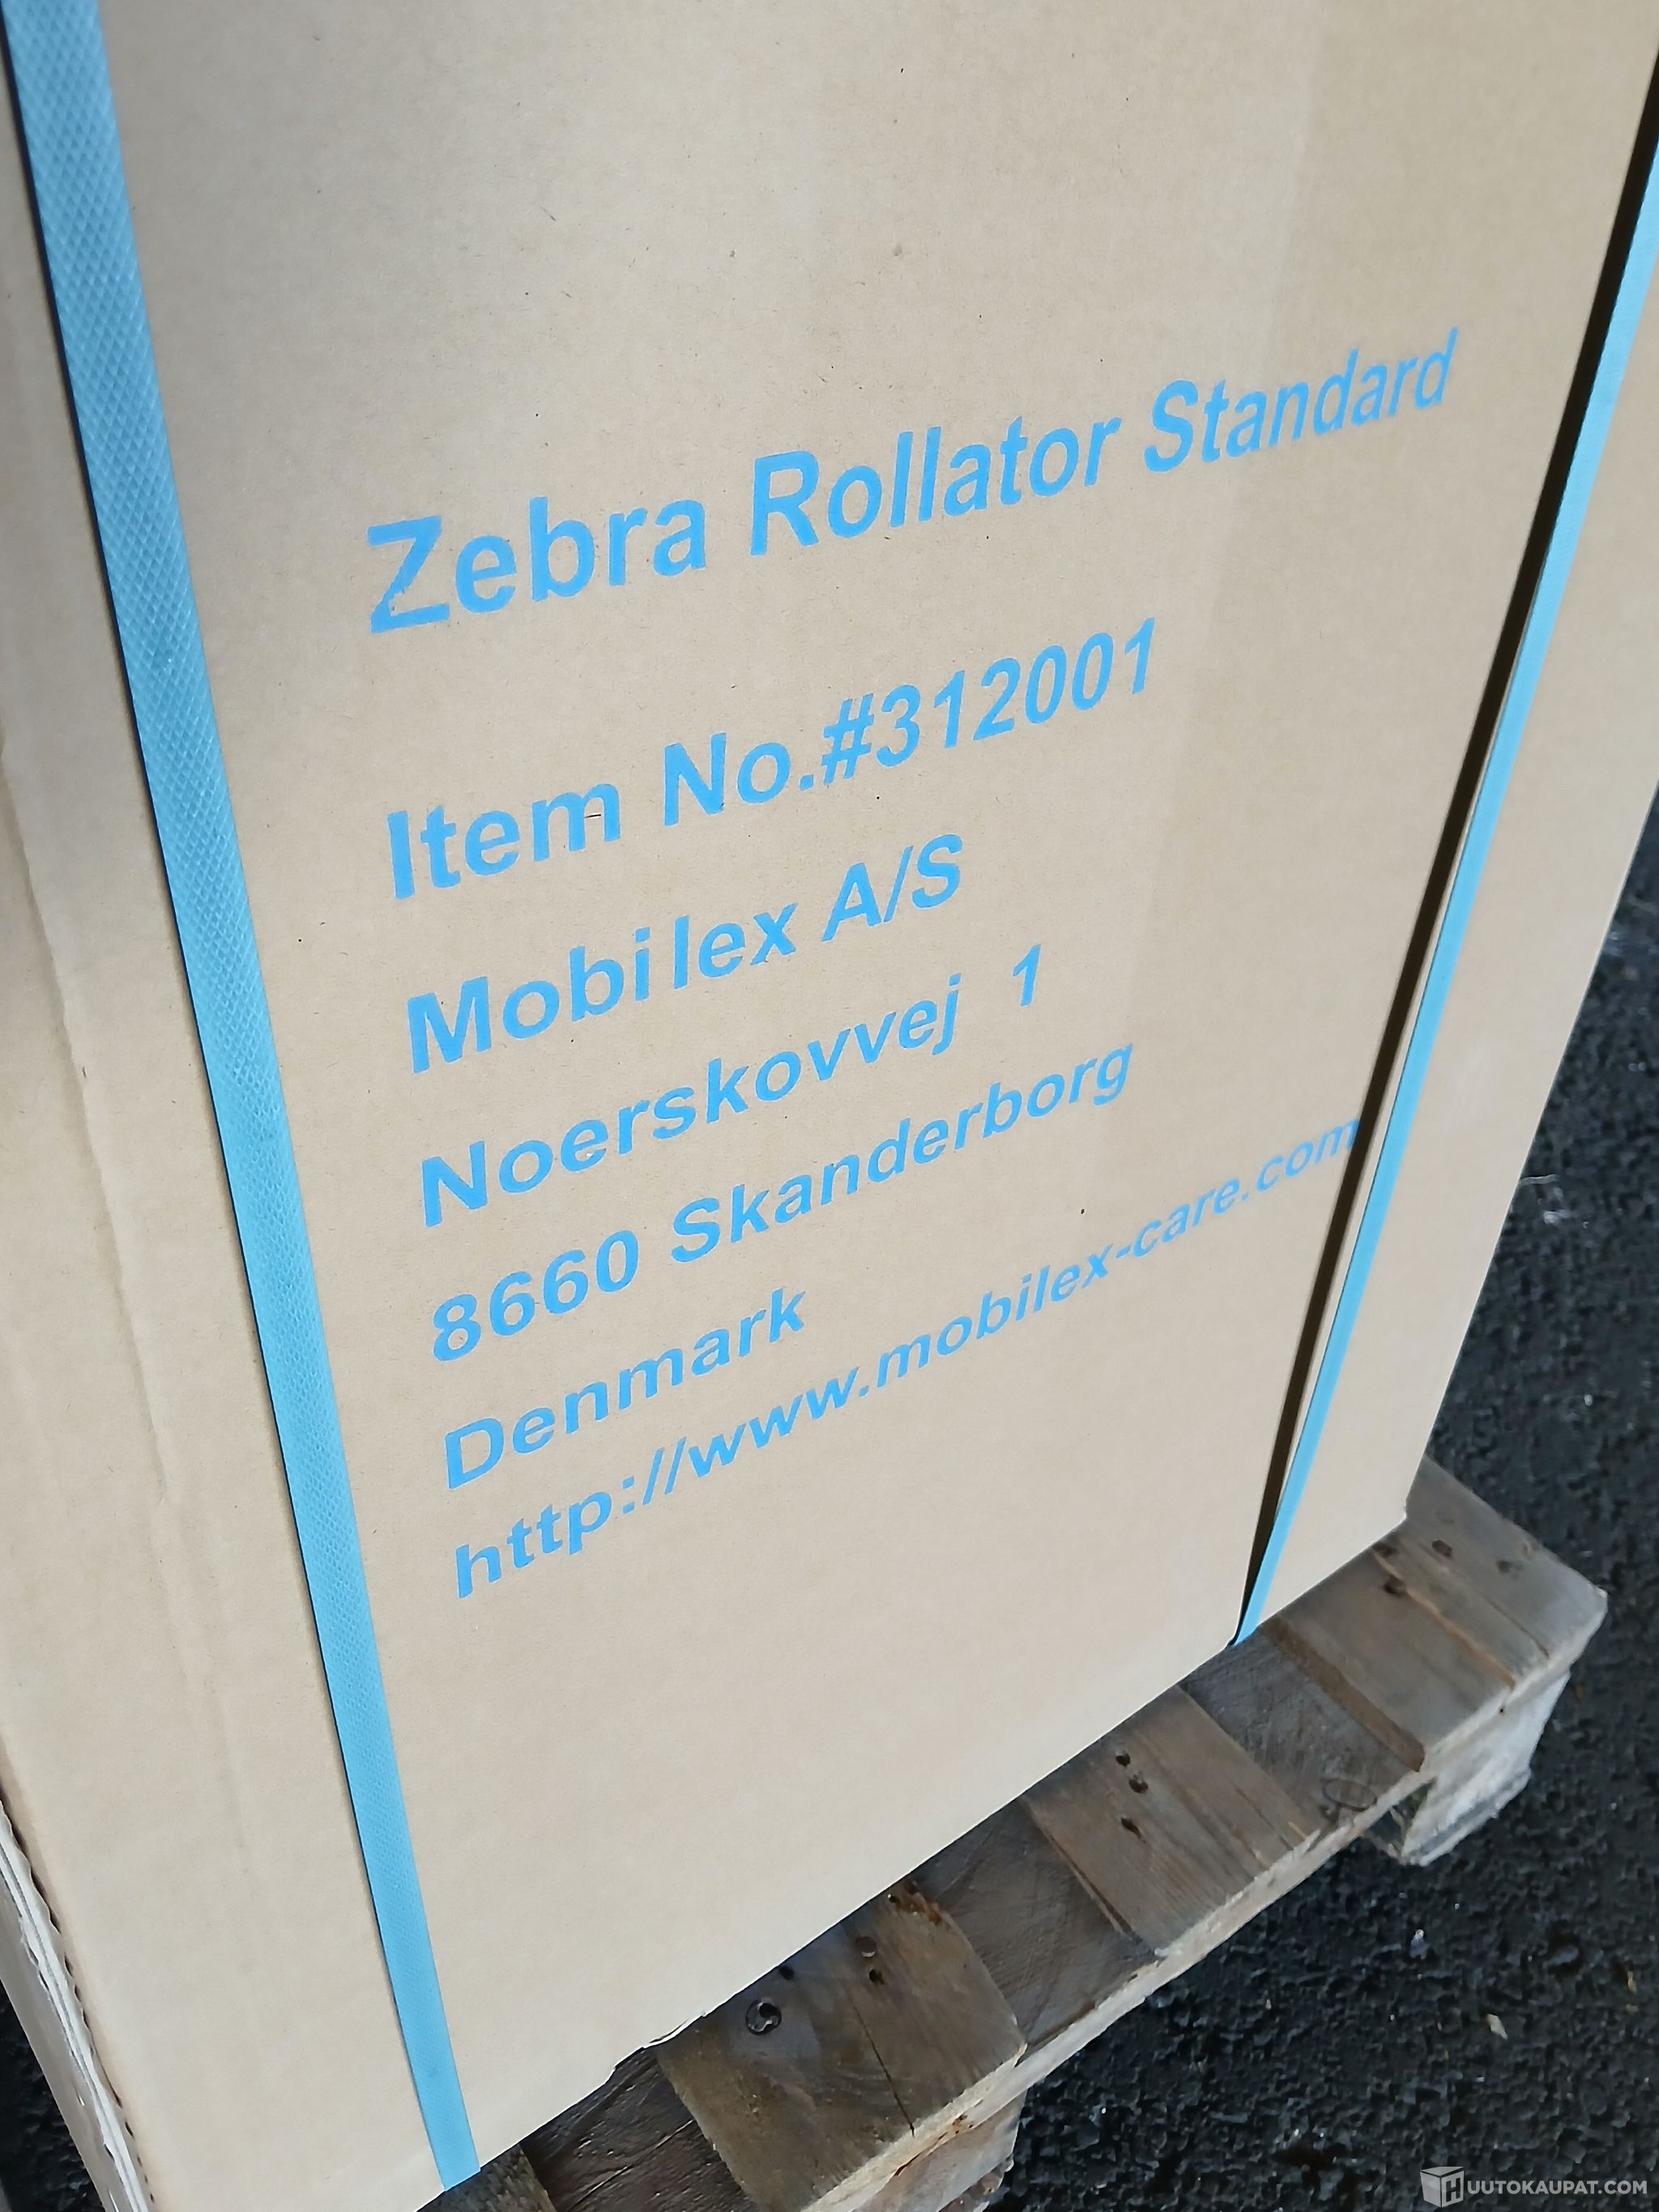 Zebra Rollator Standard
Item No.#312001
Mobilex A/S
Noerskovvej 1
8660 Skanderborg
Denmark
http://www.mobilex-care.com
HUUTOKAUPAT.COM